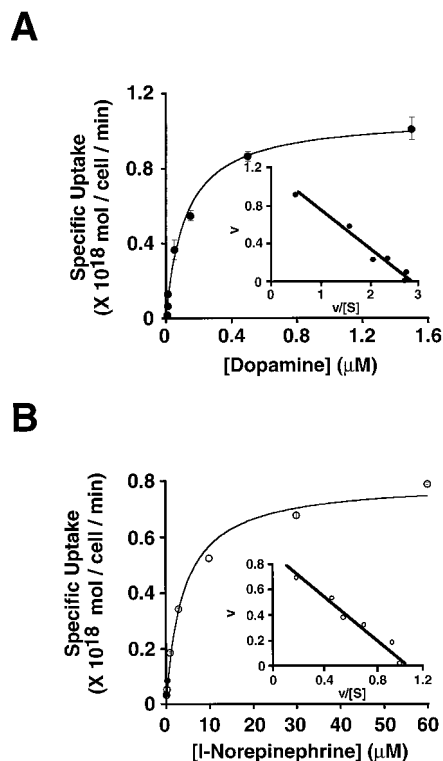 A
Specific Uptake
(X 10¹⁸ mol / cell / min)
1.2
0.8
0.4
0
0 0.4 0.8 1.2 1.6
[Dopamine] (μM)
V
1.2
0.8
0.4
0
0 1 2 3
v/[S]
B
Specific Uptake
(X 10¹⁸ mol / cell / min)
0.8
0.6
0.4
0.2
0
0 10 20 30 40 50 60
[l-Norepinephrine] (μM)
V
0.8
0.6
0.4
0.2
0
0 0.4 0.8 1.2
v/[S]